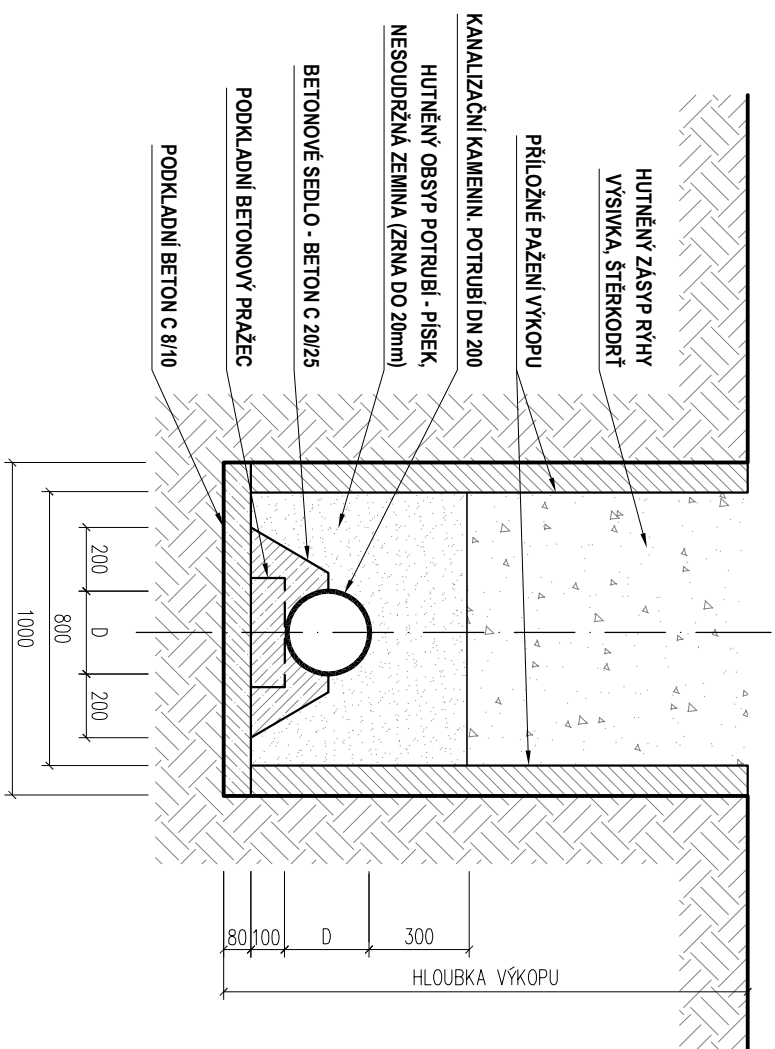 HUTNĚNÝ ZÁSYP RÝHY
VÝSIVKA, ŠTĚRKODRŤ
PŘÍLOŽNÉ PAŽENÍ VÝKOPU
KANALIZAČNÍ KAMENIN. POTRUBÍ DN 200
HUTNĚNÝ OBSYP POTRUBÍ - PÍSEK,
NESOUDRŽNÁ ZEMINA (ZRNA DO 20mm)
BETONOVÉ SEDLO - BETON C 20/25
PODKLADNÍ BETONOVÝ PRAŽEC
PODKLADNÍ BETON C 8/10
200
D
200
800
1000
80
100
D
300
HLOUBKA VÝKOPU